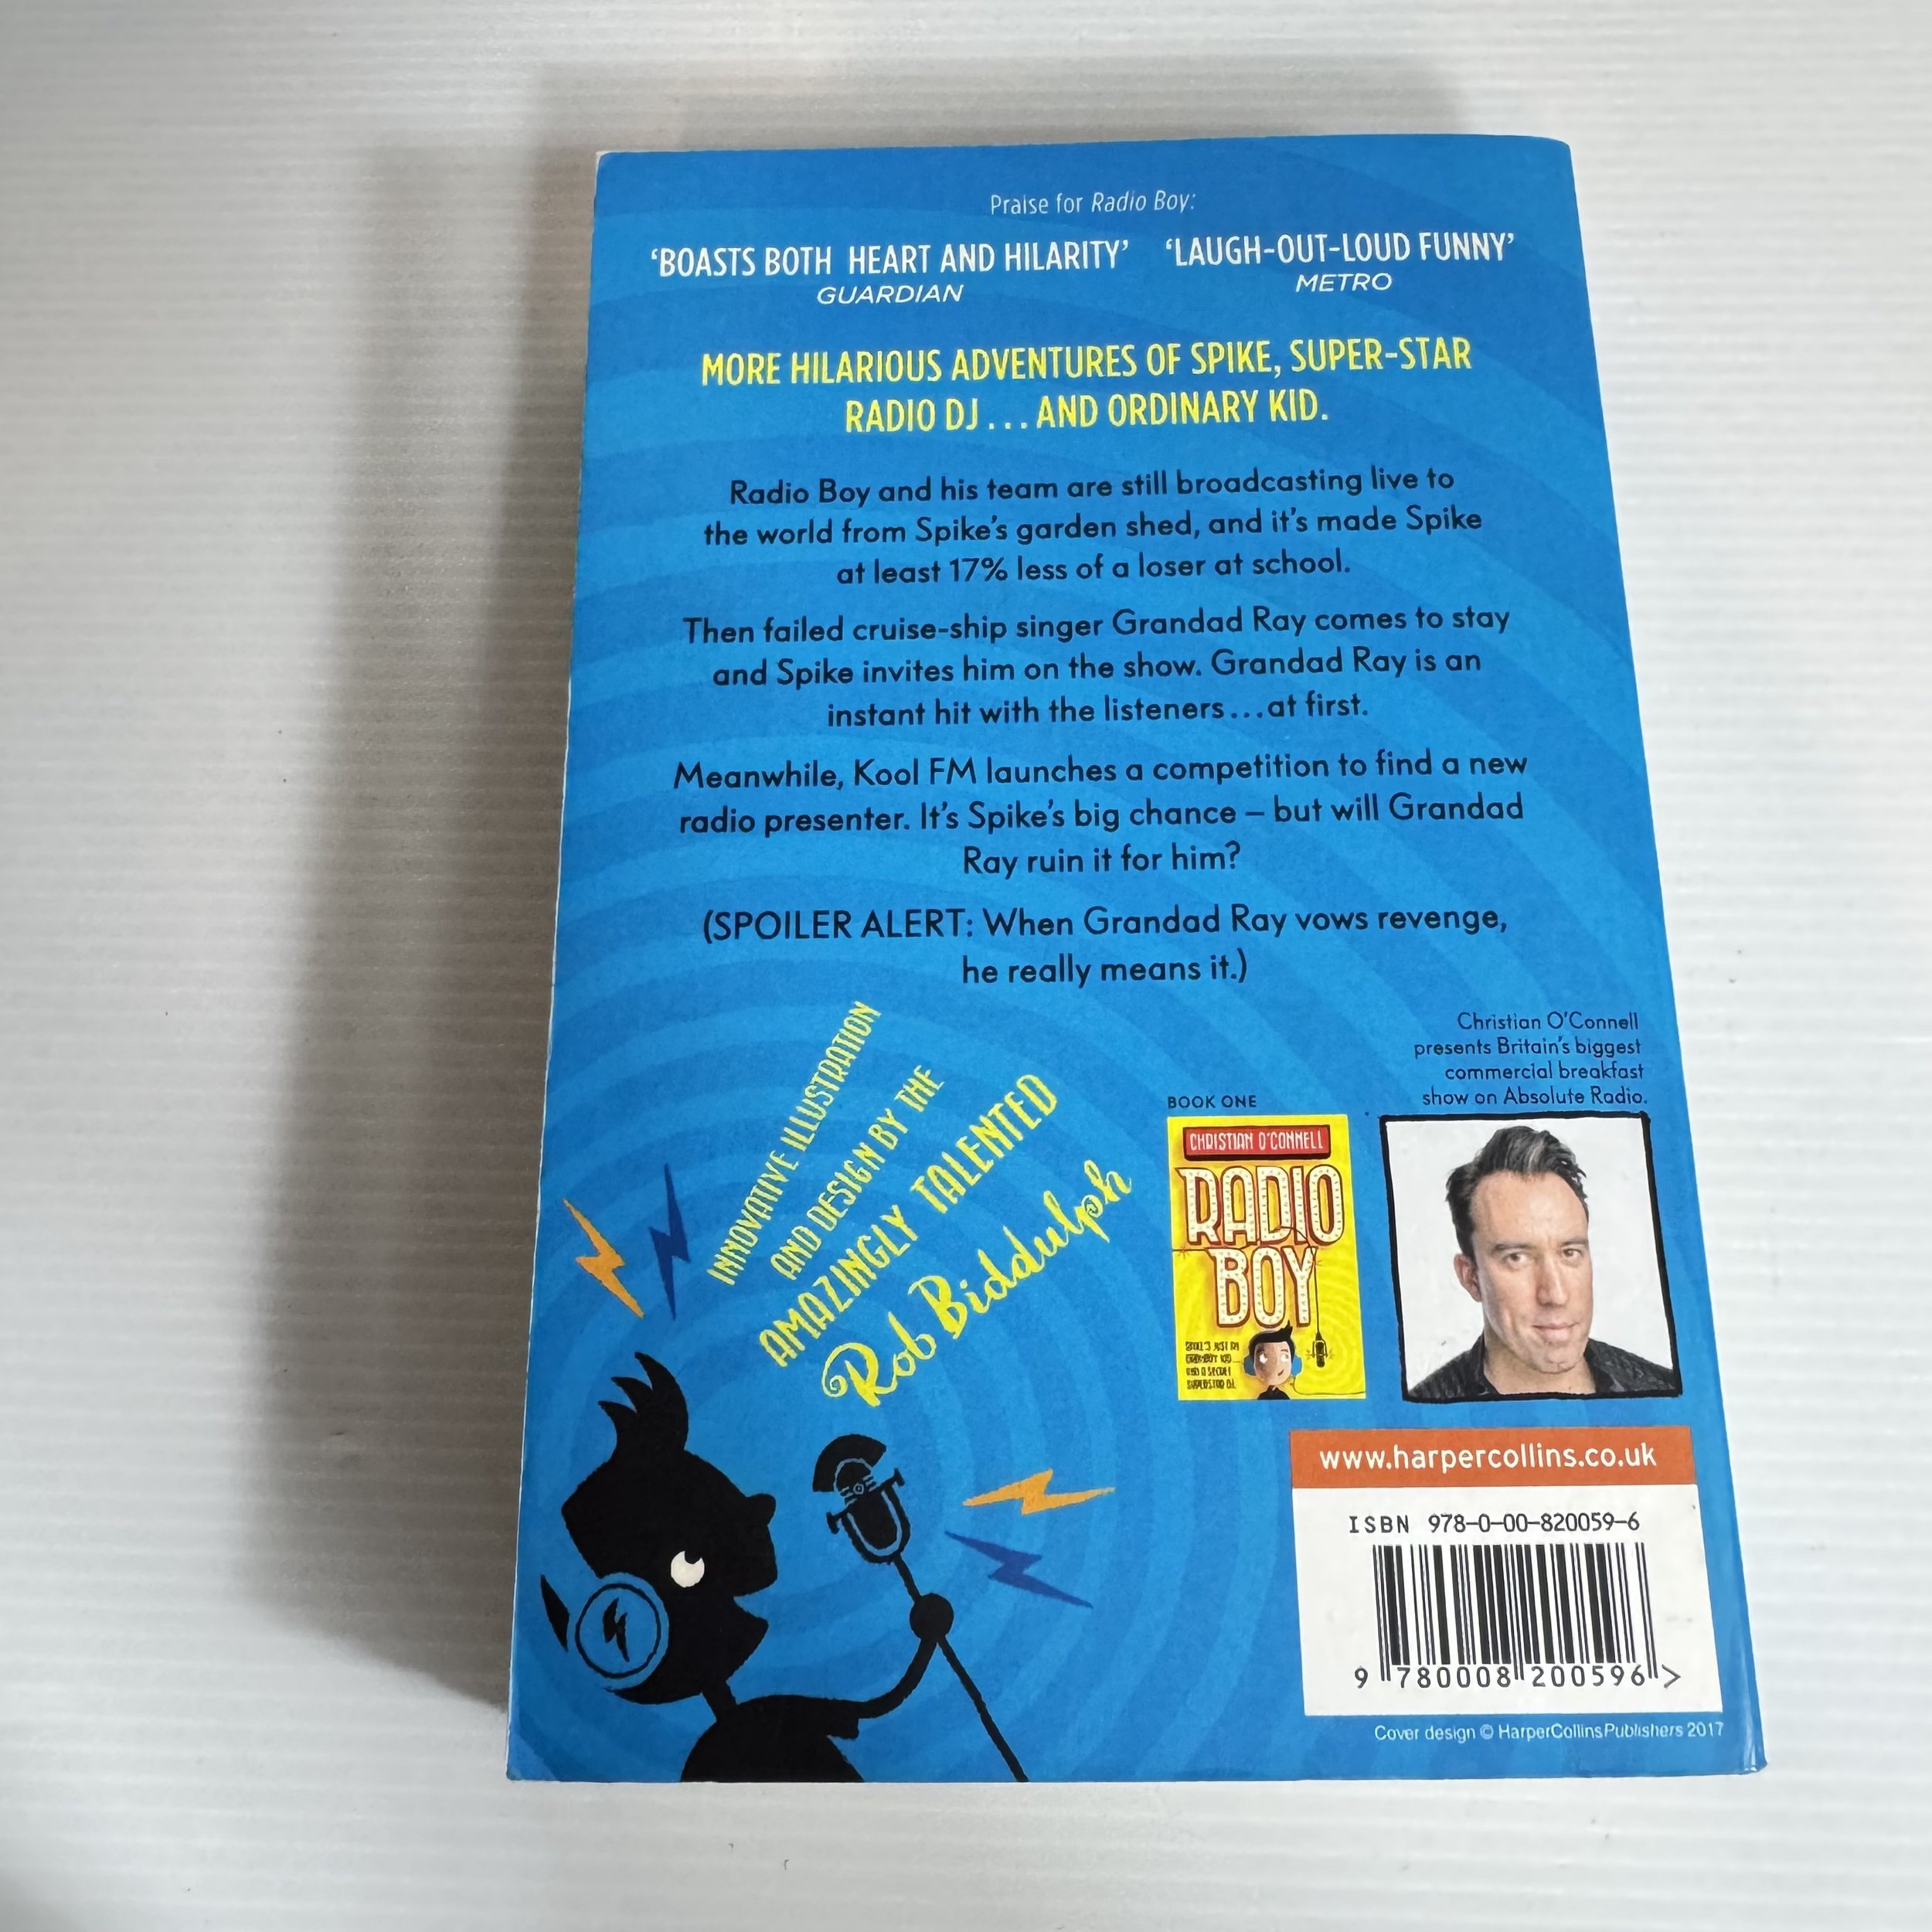 Praise for Radio Boy:
‘BOASTS BOTH HEART AND HILARITY’
GUARDIAN
‘LAUGH-OUT-LOUD FUNNY’
METRO
MORE HILARIOUS ADVENTURES OF SPIKE, SUPER-STAR
RADIO DJ... AND ORDINARY KID.
Radio Boy and his team are still broadcasting live to
the world from Spike’s garden shed, and it’s made Spike
at least 17% less of a loser at school.
Then failed cruise-ship singer Grandad Ray comes to stay
and Spike invites him on the show. Grandad Ray is an
instant hit with the listeners...at first.
Meanwhile, Kool FM launches a competition to find a new
radio presenter. It’s Spike’s big chance – but will Grandad
Ray ruin it for him?
(SPOILER ALERT: When Grandad Ray vows revenge,
he really means it.)
INNOVATIVE ILLUSTRATION
AND DESIGN BY THE
AMAZINGLY TALENTED
Rob Biddulph
BOOK ONE
CHRISTIAN O'CONNELL
RADIO
BOY
Christian O’Connell
presents Britain’s biggest
commercial breakfast
show on Absolute Radio.
www.harpercollins.co.uk
ISBN 978-0-00-820059-6
9 780008 200596 >
Cover design © HarperCollinsPublishers 2017